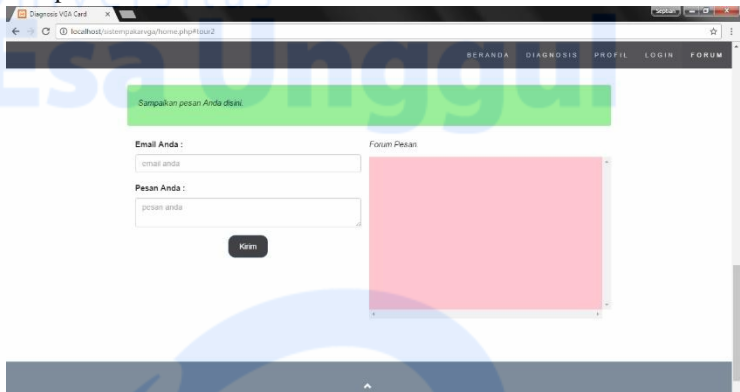 Diagnosis VGA Card
Septian
localhost/sistempakarvga/home.php#tour2
BERANDA DIAGNOSIS PROFIL LOGIN FORUM
Esa Unggul
Sampaikan pesan Anda disini.
Email Anda :
Forum Pesan
email anda
Pesan Anda :
pesan anda
Kirim